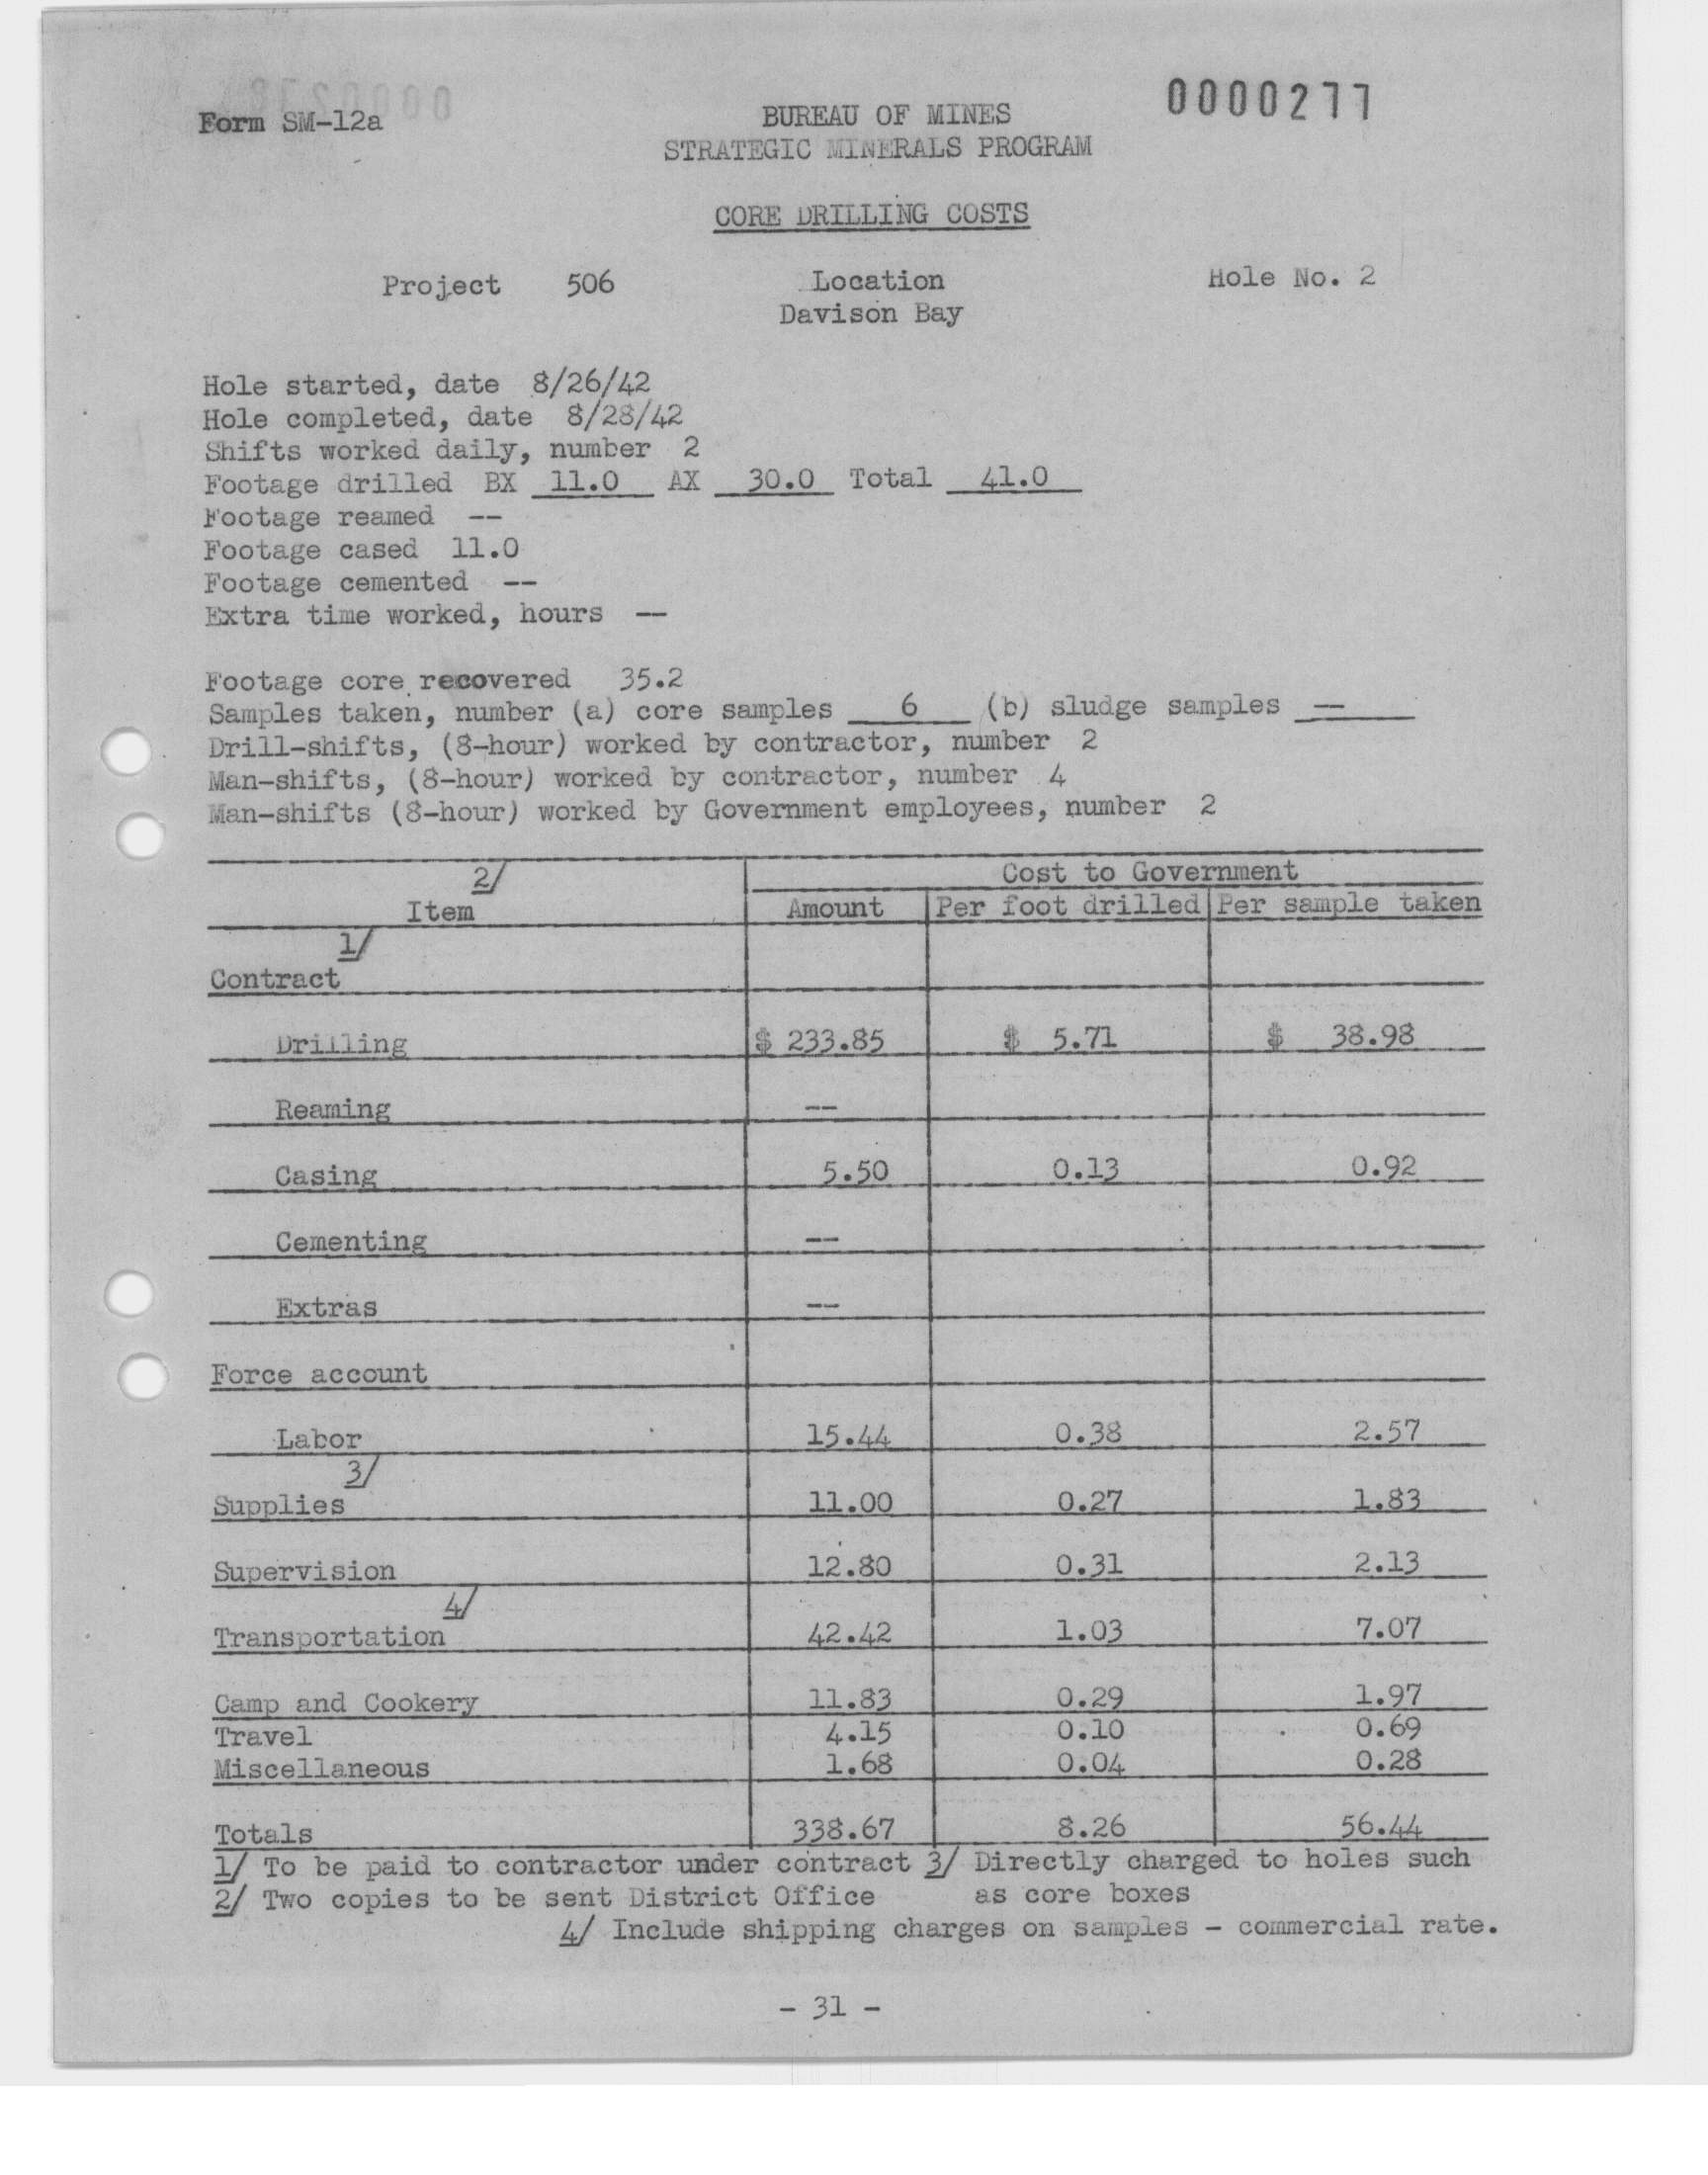 0000277
Form SM-12a
BUREAU OF MINES
STRATEGIC MINERALS PROGRAM
CORE DRILLING COSTS
Project 506 Location Hole No. 2
Davison Bay
Hole started, date 8/26/42
Hole completed, date 8/28/42
Shifts worked daily, number 2
Footage drilled BX 11.0 AX 30.0 Total 41.0
Footage reamed --
Footage cased 11.0
Footage cemented --
Extra time worked, hours --
Footage core recovered 35.2
Samples taken, number (a) core samples 6 (b) sludge samples --
Drill-shifts, (8-hour) worked by contractor, number 2
Man-shifts, (8-hour) worked by contractor, number 4
Man-shifts (8-hour) worked by Government employees, number 2
2/ Cost to Government
Item Amount Per foot drilled Per sample taken
1/
Contract
Drilling $ 233.85 $ 5.71 $ 38.98
Reaming --
Casing 5.50 0.13 0.92
Cementing --
Extras --
Force account
Labor 15.44 0.38 2.57
3/
Supplies 11.00 0.27 1.83
Supervision 12.80 0.31 2.13
4/
Transportation 42.42 1.03 7.07
Camp and Cookery 11.83 0.29 1.97
Travel 4.15 0.10 0.69
Miscellaneous 1.68 0.04 0.28
Totals 338.67 8.26 56.44
1/ To be paid to contractor under contract 3/ Directly charged to holes such
2/ Two copies to be sent District Office as core boxes
4/ Include shipping charges on samples - commercial rate.
- 31 -